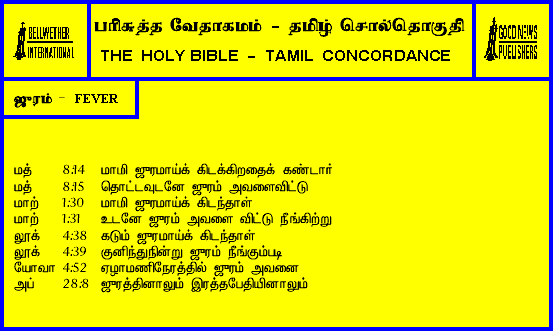 BELLWETHER
INTERNATIONAL
பரிசுத்த வேதாகமம் - தமிழ் சொல்தொகுதி
THE HOLY BIBLE - TAMIL CONCORDANCE
GOOD NEWS
PUBLISHERS
ஜுரம் - FEVER
மத் 8:14 மாமி ஜுரமாய்க் கிடக்கிறதைக் கண்டார்
மத் 8:15 தொட்டவுடனே ஜுரம் அவளைவிட்டு
மாற் 1:30 மாமி ஜுரமாய்க் கிடந்தாள்
மாற் 1:31 உடனே ஜுரம் அவளை விட்டு நீங்கிற்று
லூக் 4:38 கடும் ஜுரமாய்க் கிடந்தாள்
லூக் 4:39 குனிந்துநின்று ஜுரம் நீங்கும்படி
யோவா 4:52 ஏழாமணிநேரத்தில் ஜுரம் அவனை
அப் 28:8 ஜுரத்தினாலும் இரத்தபேதியினாலும்